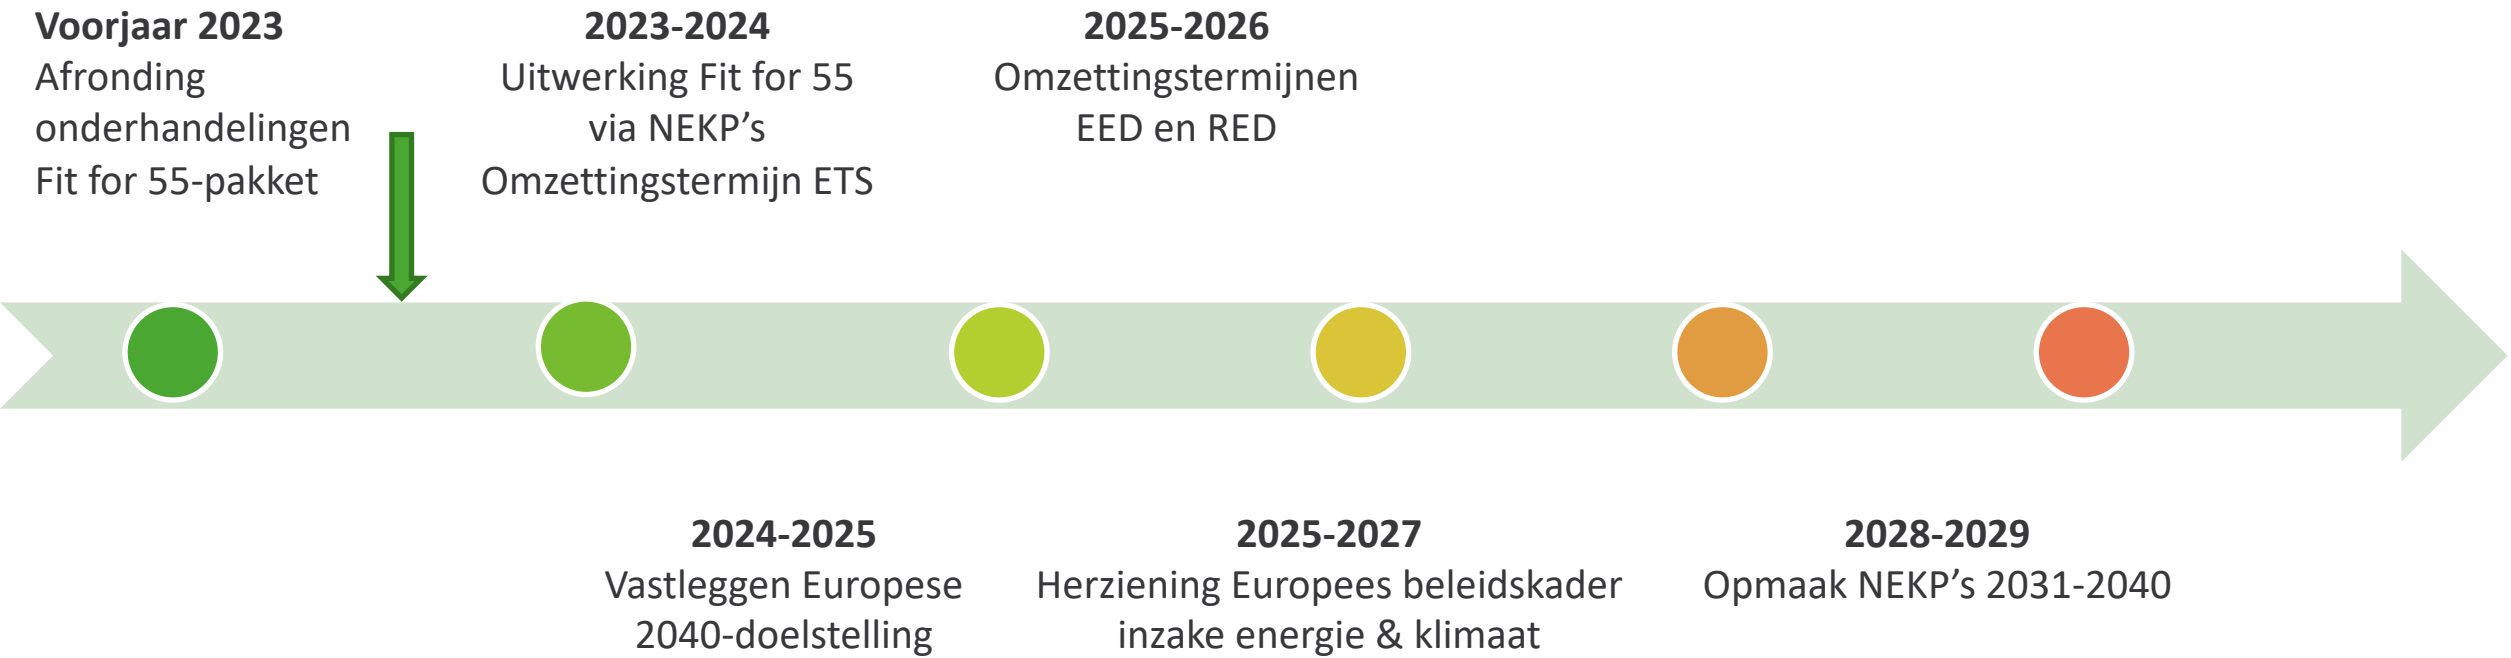 Voorjaar 2023
Afronding
onderhandelingen
Fit for 55-pakket
2023-2024
Uitwerking Fit for 55
via NEKP’s
Omzettingstermijn ETS
2025-2026
Omzettingstermijnen
EED en RED
2024-2025
Vastleggen Europese
2040-doelstelling
2025-2027
Herziening Europees beleidskader
inzake energie & klimaat
2028-2029
Opmaak NEKP’s 2031-2040